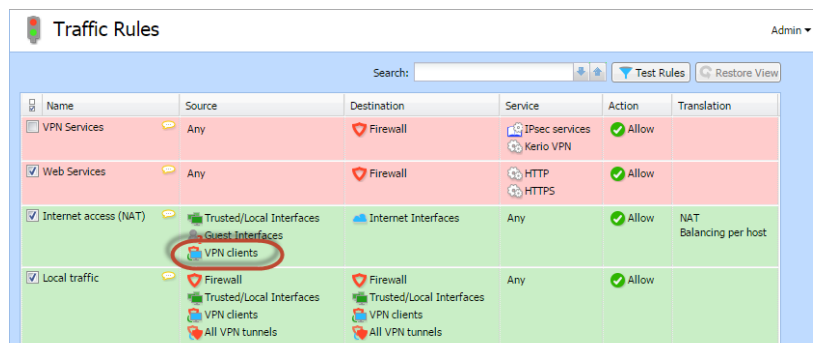 Traffic Rules
Admin
Search:
Test Rules
Restore View
Name Source Destination Service Action Translation
VPN Services Any Firewall IPsec services Allow
Kerio VPN
Web Services Any Firewall HTTP Allow
HTTPS
Internet access (NAT) Trusted/Local Interfaces Internet Interfaces Any Allow NAT
Guest Interfaces Balancing per host
VPN clients
Local traffic Firewall Firewall Any Allow
Trusted/Local Interfaces Trusted/Local Interfaces
VPN clients VPN clients
All VPN tunnels All VPN tunnels